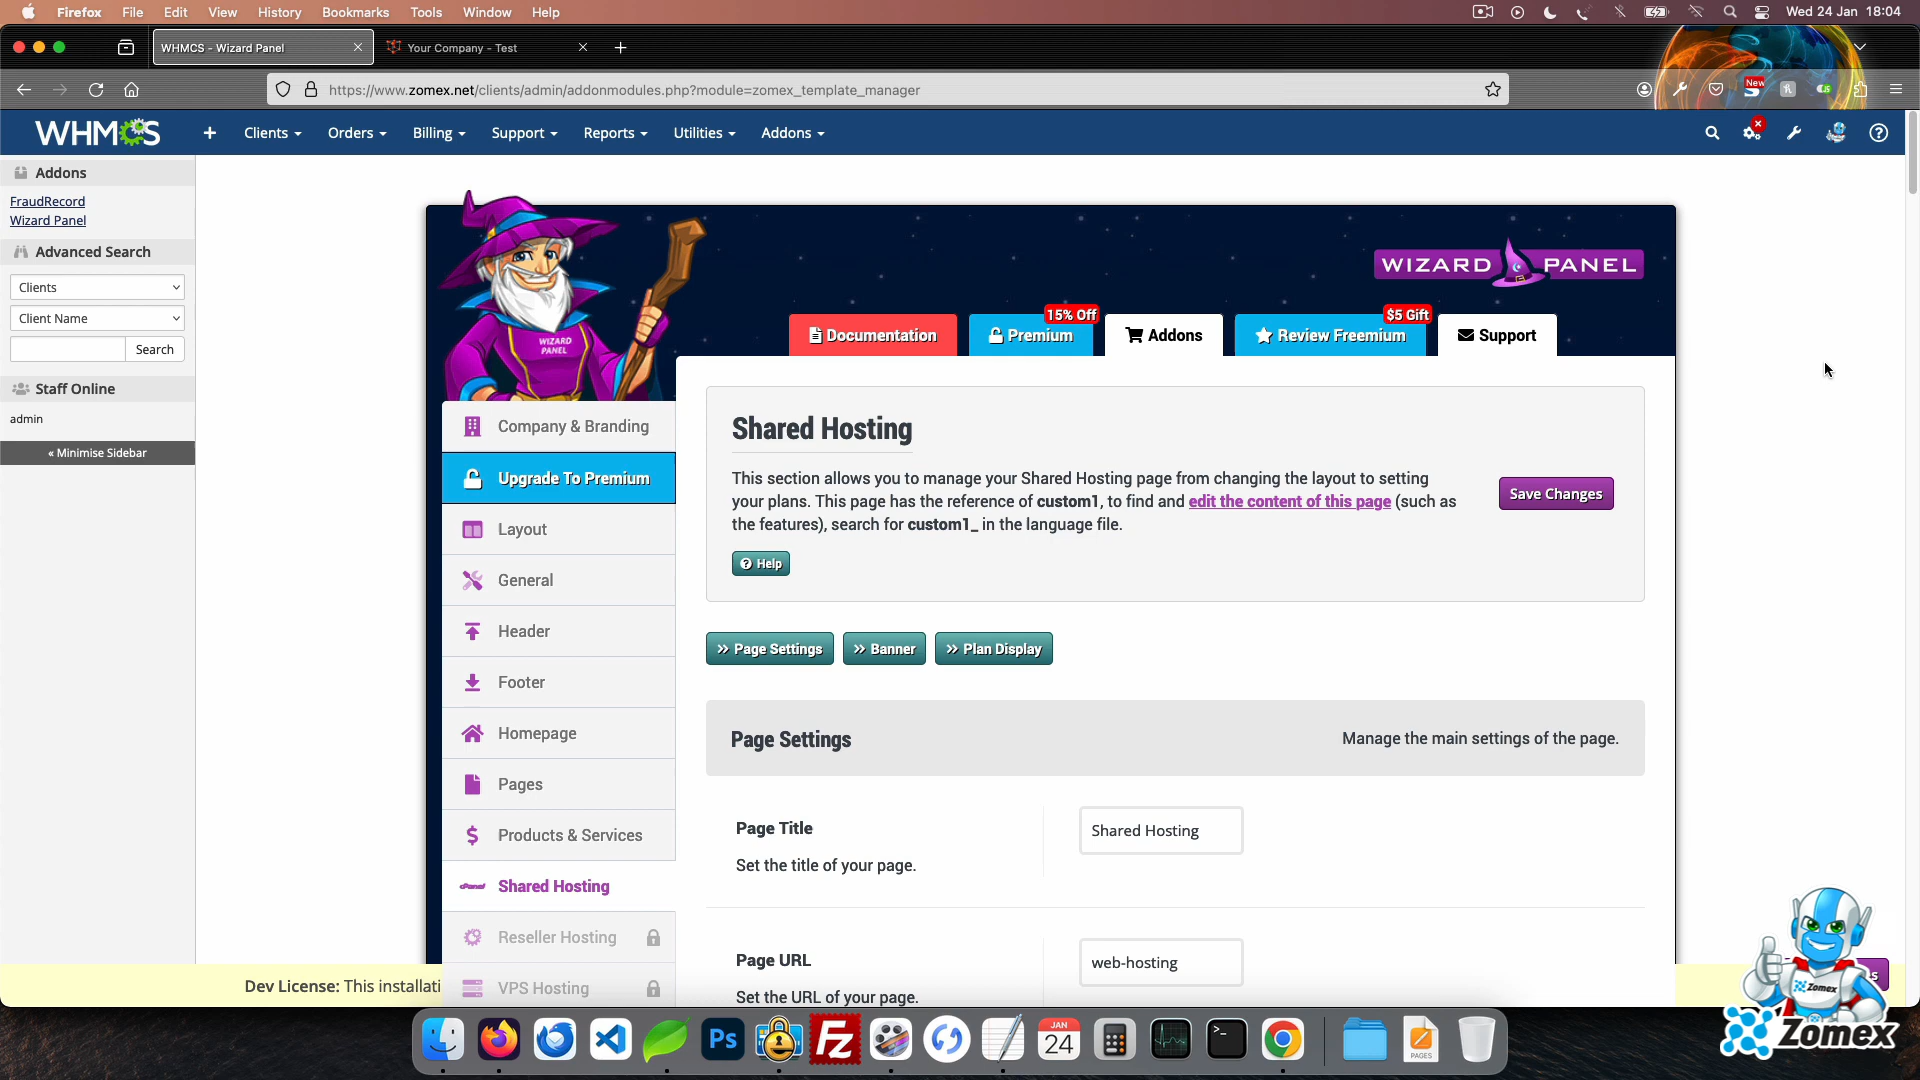 Firefox File Edit View History Bookmarks Tools Window Help
Wed 24 Jan 18:04
WHMCS - Wizard Panel
Your Company - Test
https://www.zomex.net/clients/admin/addonmodules.php?module=zomex_template_manager
New
WHMCS
Clients Orders Billing Support Reports Utilities Addons
Addons
FraudRecord
Wizard Panel
Advanced Search
Clients
Client Name
Search
Staff Online
admin
« Minimise Sidebar
WIZARD PANEL
WIZARD PANEL
Documentation
Premium
15% Off
Addons
Review Freemium
$5 Gift
Support
Company & Branding
Upgrade To Premium
Layout
General
Header
Footer
Homepage
Pages
Products & Services
Shared Hosting
Reseller Hosting
VPS Hosting
Shared Hosting
This section allows you to manage your Shared Hosting page from changing the layout to setting
your plans. This page has the reference of custom1, to find and edit the content of this page (such as
the features), search for custom1_ in the language file.
Help
Save Changes
Page Settings
Banner
Plan Display
Page Settings
Manage the main settings of the page.
Page Title
Set the title of your page.
Shared Hosting
Page URL
Set the URL of your page.
web-hosting
Dev License: This installati
Zomex
Zomex
Ps
FZ
JAN
24
PAGES